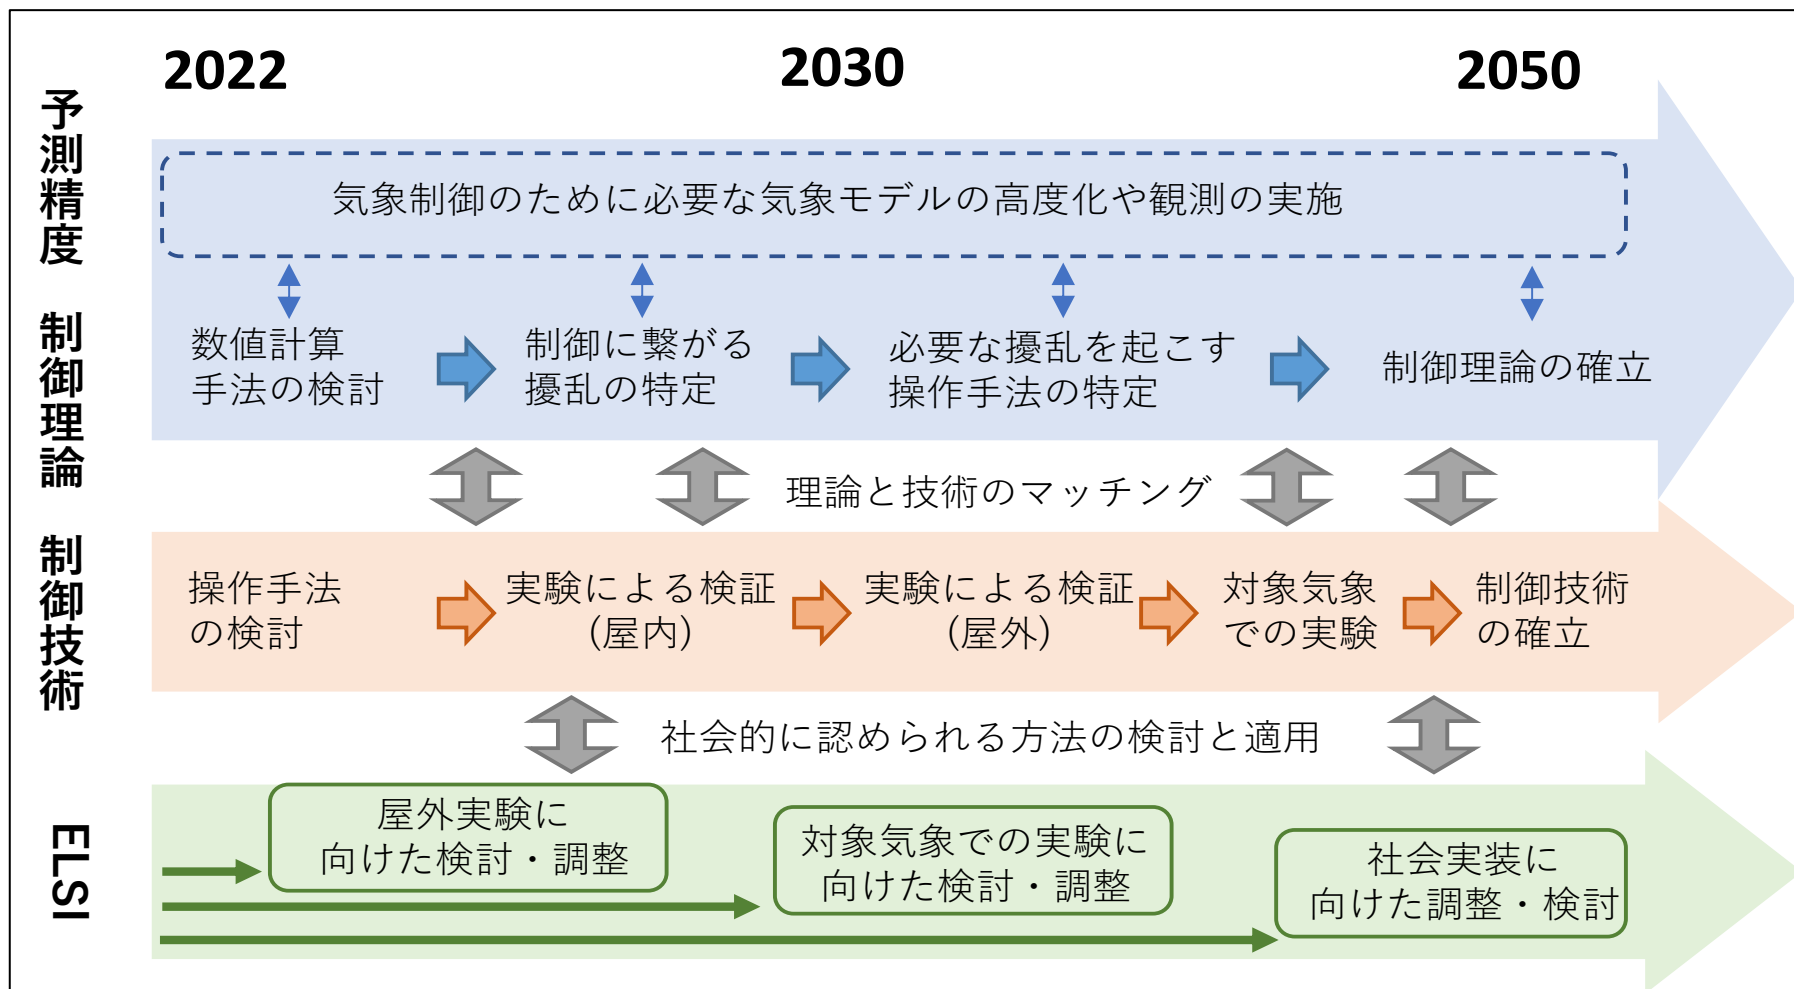 2022
2030
2050
予測精度
気象制御のために必要な気象モデルの高度化や観測の実施
制御理論
数値計算
手法の検討
制御に繋がる
擾乱の特定
必要な擾乱を起こす
操作手法の特定
制御理論の確立
理論と技術のマッチング
制御技術
操作手法
の検討
実験による検証
(屋内)
実験による検証
(屋外)
対象気象
での実験
制御技術
の確立
社会的に認められる方法の検討と適用
ELSI
屋外実験に
向けた検討・調整
対象気象での実験に
向けた検討・調整
社会実装に
向けた調整・検討